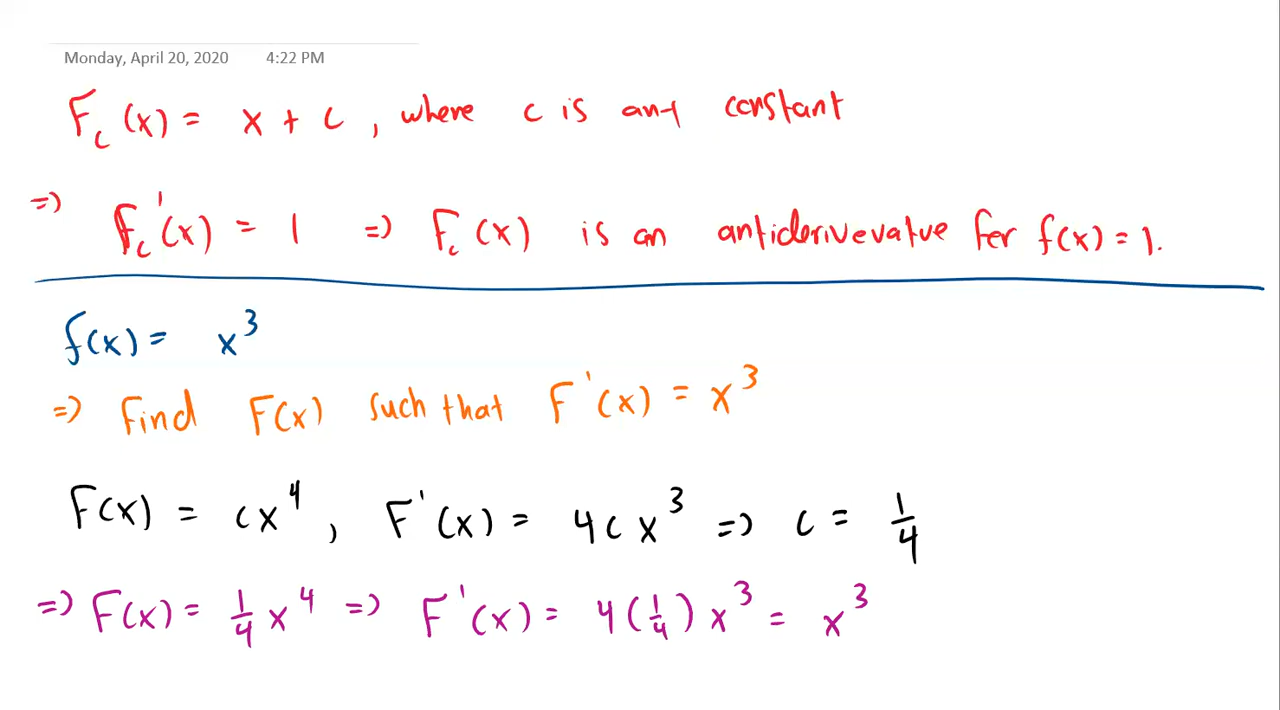 Monday, April 20, 2020 4:22 PM
F_c(x) = x + c, where c is any constant
=> F_c'(x) = 1 => F_c(x) is an antiderivevatve for f(x) = 1.
f(x) = x^3
=> Find F(x) such that F'(x) = x^3
F(x) = cx^4, F'(x) = 4cx^3 => c = 1/4
=> F(x) = 1/4 x^4 => F'(x) = 4(1/4)x^3 = x^3